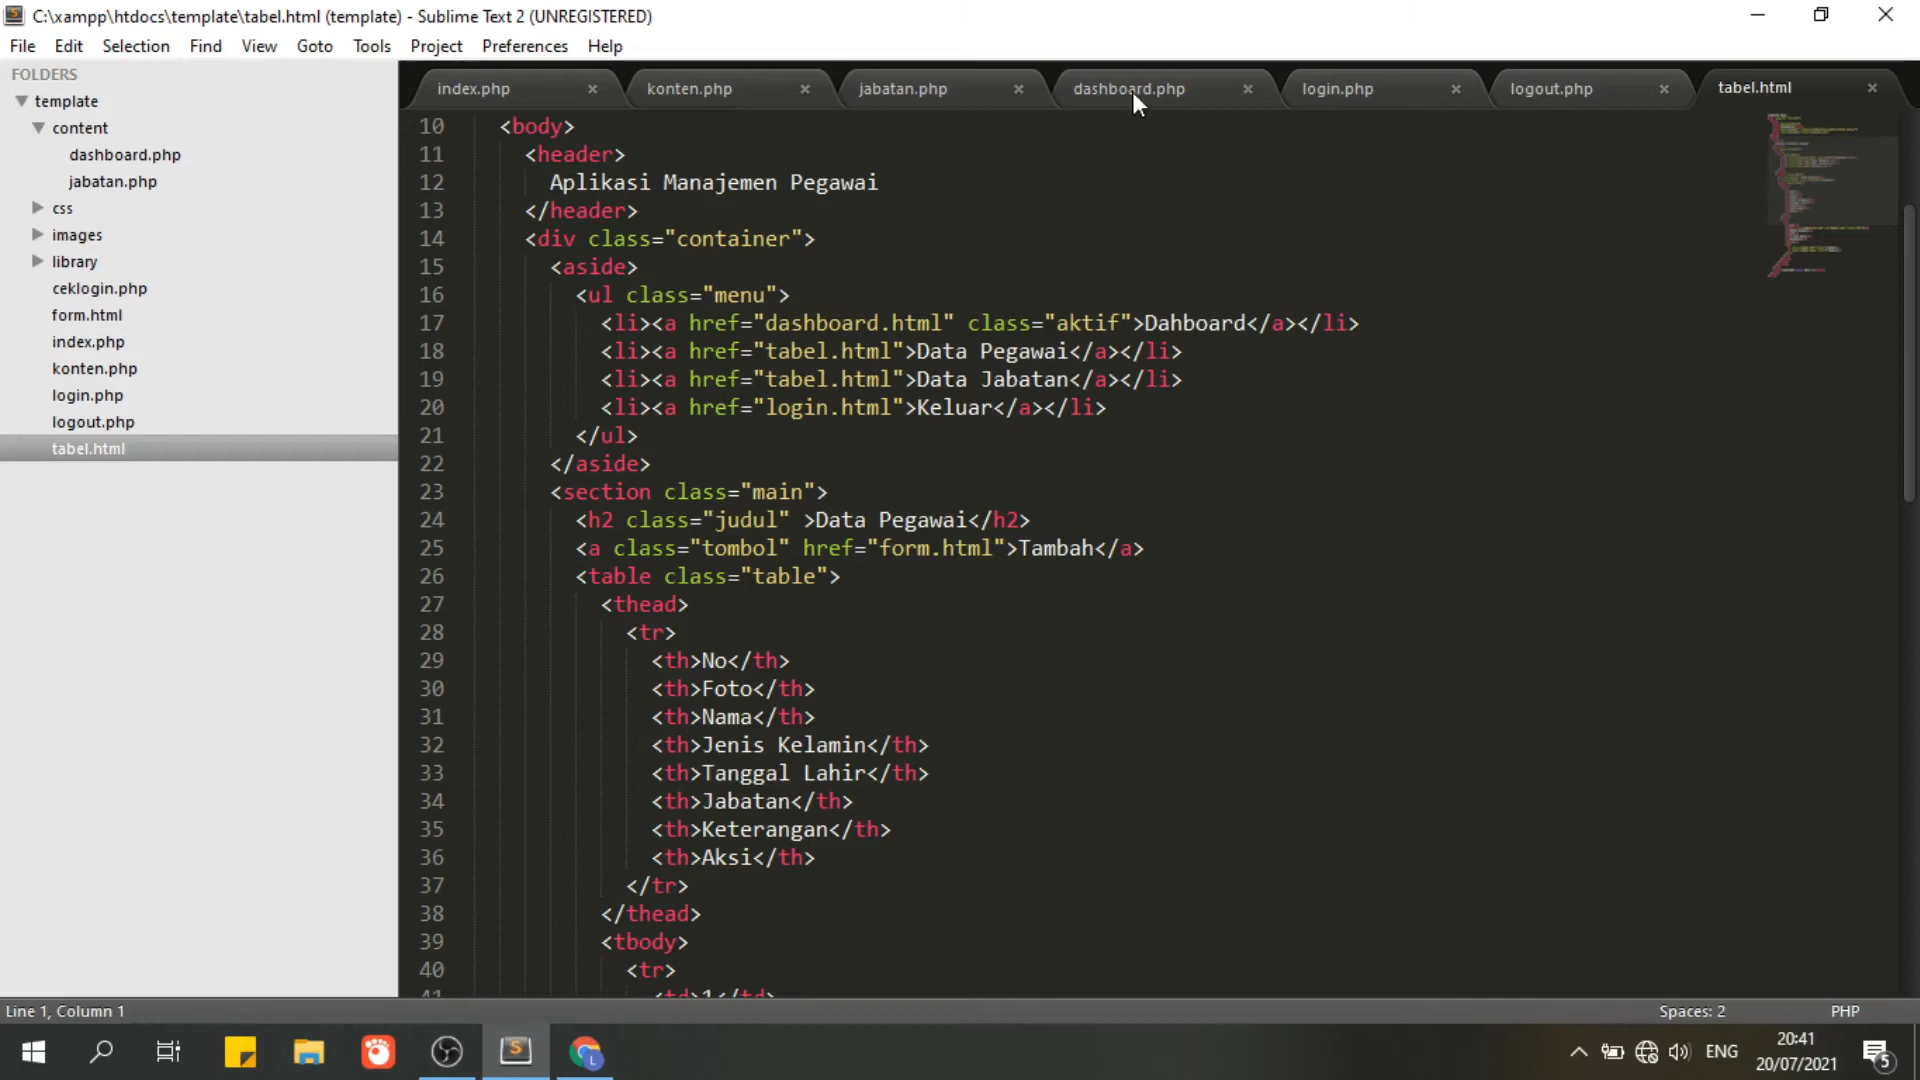 C:\xampp\htdocs\template\tabel.html (template) - Sublime Text 2 (UNREGISTERED)
File Edit Selection Find View Goto Tools Project Preferences Help
FOLDERS
template
content
dashboard.php
jabatan.php
css
images
library
ceklogin.php
form.html
index.php
konten.php
login.php
logout.php
tabel.html
index.php konten.php jabatan.php dashboard.php login.php logout.php tabel.html
10 <body>
11 <header>
12 Aplikasi Manajemen Pegawai
13 </header>
14 <div class="container">
15 <aside>
16 <ul class="menu">
17 <li><a href="dashboard.html" class="aktif">Dahboard</a></li>
18 <li><a href="tabel.html">Data Pegawai</a></li>
19 <li><a href="tabel.html">Data Jabatan</a></li>
20 <li><a href="login.html">Keluar</a></li>
21 </ul>
22 </aside>
23 <section class="main">
24 <h2 class="judul" >Data Pegawai</h2>
25 <a class="tombol" href="form.html">Tambah</a>
26 <table class="table">
27 <thead>
28 <tr>
29 <th>No</th>
30 <th>Foto</th>
31 <th>Nama</th>
32 <th>Jenis Kelamin</th>
33 <th>Tanggal Lahir</th>
34 <th>Jabatan</th>
35 <th>Keterangan</th>
36 <th>Aksi</th>
37 </tr>
38 </thead>
39 <tbody>
40 <tr>
41 <td>1</td>
Line 1, Column 1 Spaces: 2 PHP
ENG
20:41
20/07/2021
5